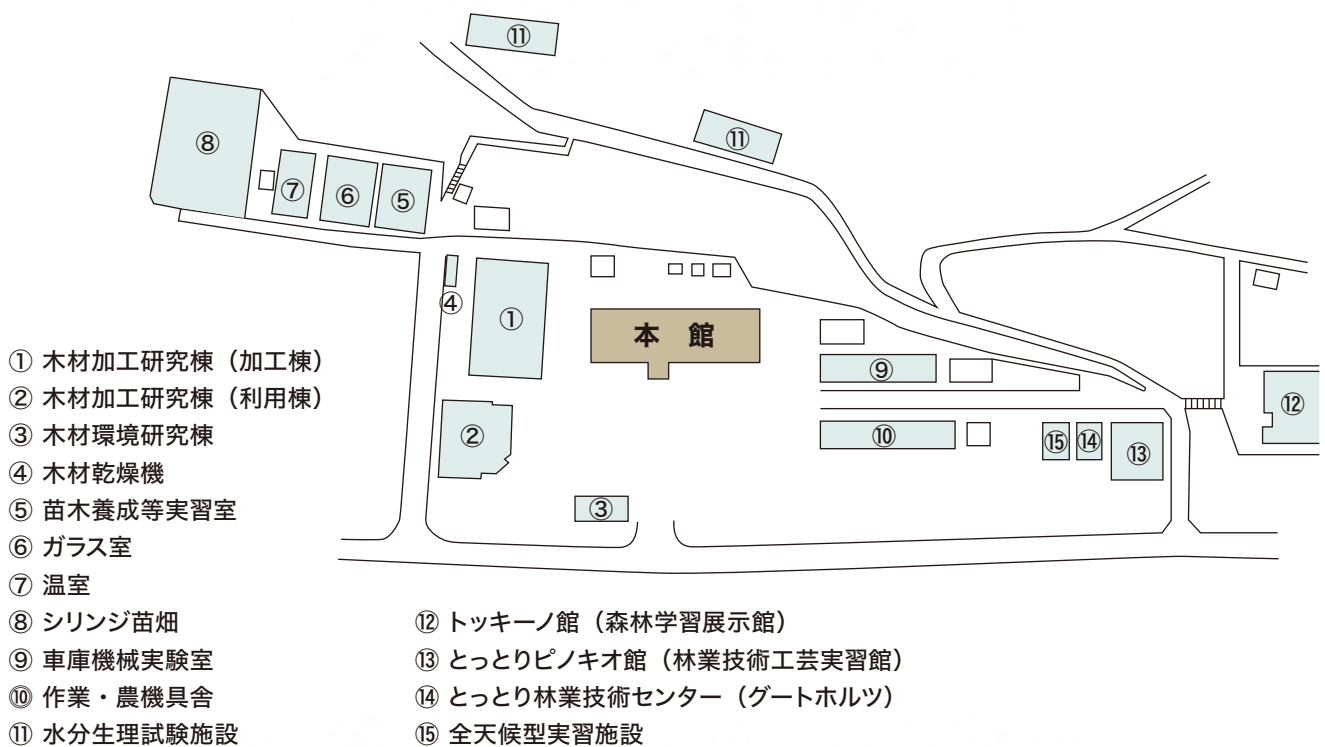 ⑪
⑪
⑧
⑦
⑥
⑤
④
①
本 館
⑨
⑫
②
⑩
⑮
⑭
⑬
③
① 木材加工研究棟（加工棟）
② 木材加工研究棟（利用棟）
③ 木材環境研究棟
④ 木材乾燥機
⑤ 苗木養成等実習室
⑥ ガラス室
⑦ 温室
⑧ シリンジ苗畑
⑨ 車庫機械実験室
⑩ 作業・農機具舎
⑪ 水分生理試験施設
⑫ トッキーノ館（森林学習展示館）
⑬ とっとりピノキオ館（林業技術工芸実習館）
⑭ とっとり林業技術センター（グートホルツ）
⑮ 全天候型実習施設